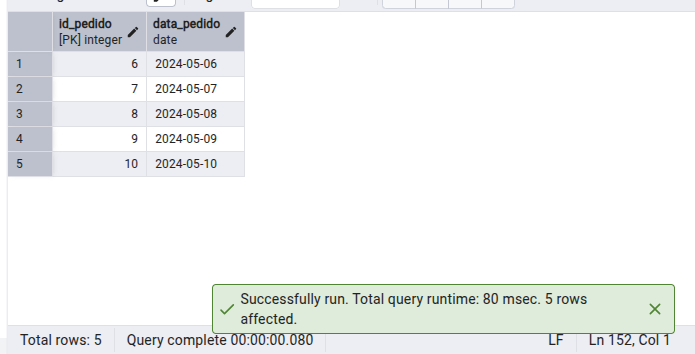 id_pedido data_pedido
[PK] integer date
1 6 2024-05-06
2 7 2024-05-07
3 8 2024-05-08
4 9 2024-05-09
5 10 2024-05-10
Successfully run. Total query runtime: 80 msec. 5 rows
affected.
Total rows: 5 Query complete 00:00:00.080 LF Ln 152, Col 1